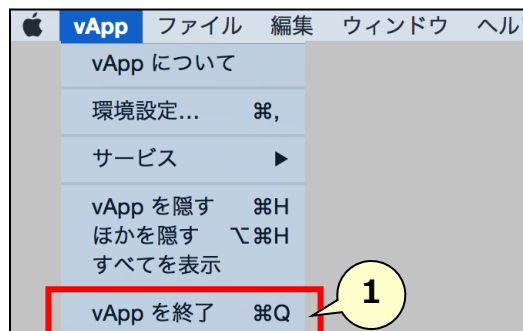 vApp ファイル 編集 ウィンドウ ヘル
vApp について
環境設定... ⌘,
サービス ▶
vApp を隠す ⌘H
ほかを隠す ⌥⌘H
すべてを表示
vApp を終了 ⌘Q
1